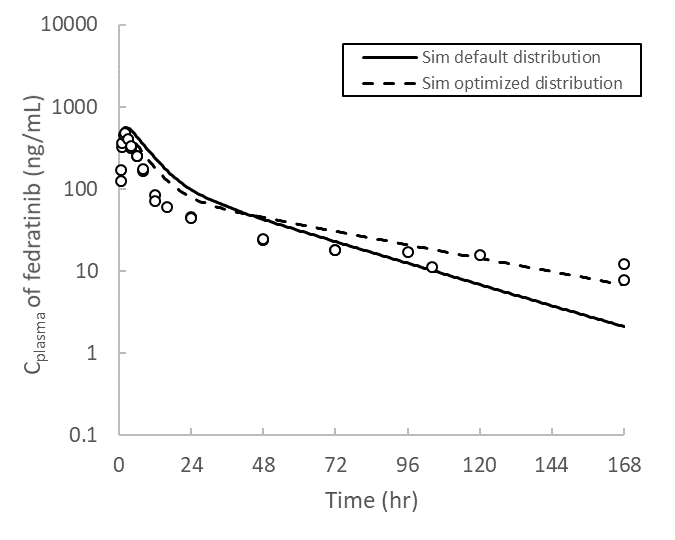 10000
1000
100
10
1
0.1
C plasma of fedratinib (ng/mL)
Sim default distribution
Sim optimized distribution
0 24 48 72 96 120 144 168
Time (hr)